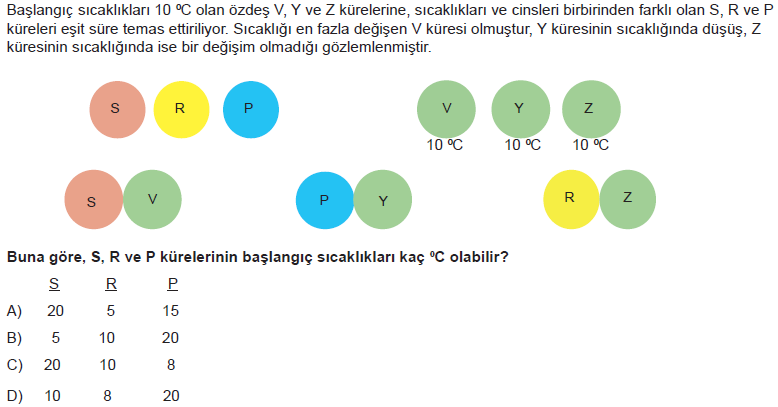 Başlangıç sıcaklıkları 10 ºC olan özdeş V, Y ve Z kürelerine, sıcaklıkları ve cinsleri birbirinden farklı olan S, R ve P
küreleri eşit süre temas ettiriliyor. Sıcaklığı en fazla değişen V küresi olmuştur, Y küresinin sıcaklığında düşüş, Z
küresinin sıcaklığında ise bir değişim olmadığı gözlemlenmiştir.
S R P V Y Z
10 ºC 10 ºC 10 ºC
S V P Y R Z
Buna göre, S, R ve P kürelerinin başlangıç sıcaklıkları kaç ºC olabilir?
S R P
A) 20 5 15
B) 5 10 20
C) 20 10 8
D) 10 8 20